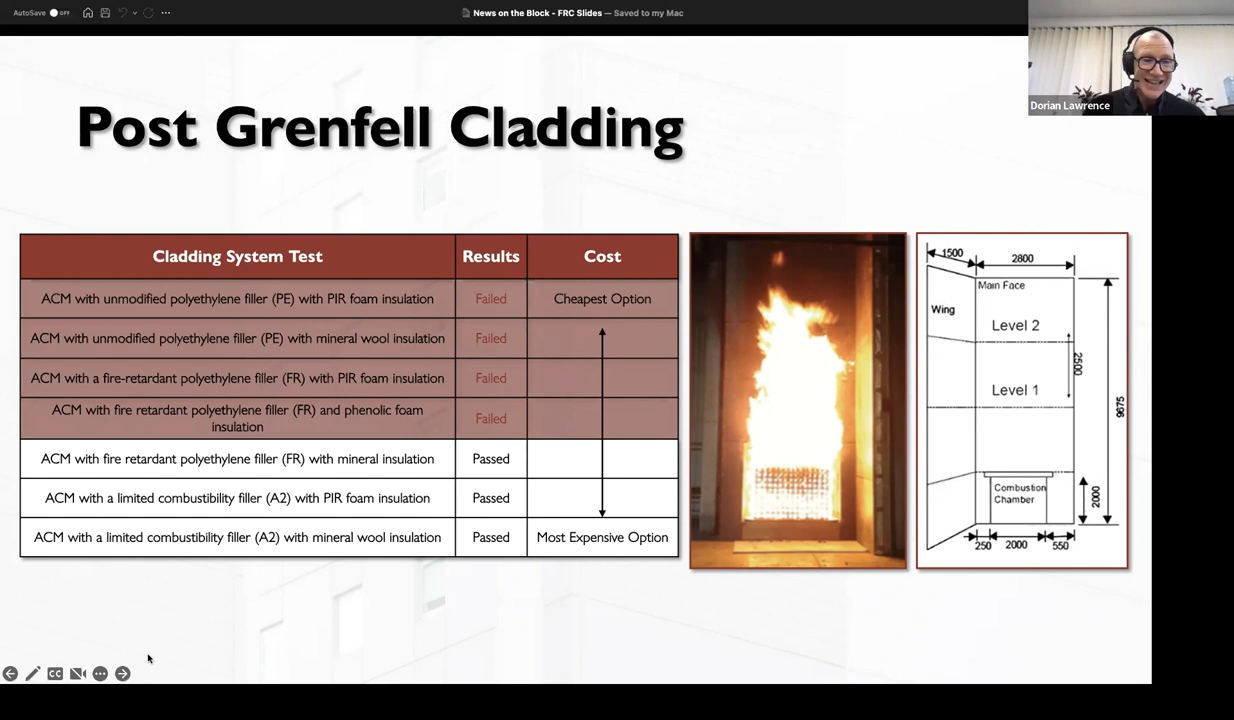 AutoSave OFF
News on the Block - FRC Slides — Saved to my Mac
Dorian Lawrence
Post Grenfell Cladding
Cladding System Test Results Cost
ACM with unmodified polyethylene filler (PE) with PIR foam insulation Failed Cheapest Option
ACM with unmodified polyethylene filler (PE) with mineral wool insulation Failed
ACM with a fire-retardant polyethylene filler (FR) with PIR foam insulation Failed
ACM with fire retardant polyethylene filler (FR) and phenolic foam
insulation Failed
ACM with fire retardant polyethylene filler (FR) with mineral insulation Passed
ACM with a limited combustibility filler (A2) with PIR foam insulation Passed
ACM with a limited combustibility filler (A2) with mineral wool insulation Passed Most Expensive Option
1500 2800
Main Face
Wing
Level 2
2500
Level 1
9675
Combustion
Chamber
2000
250 2000 550
CC